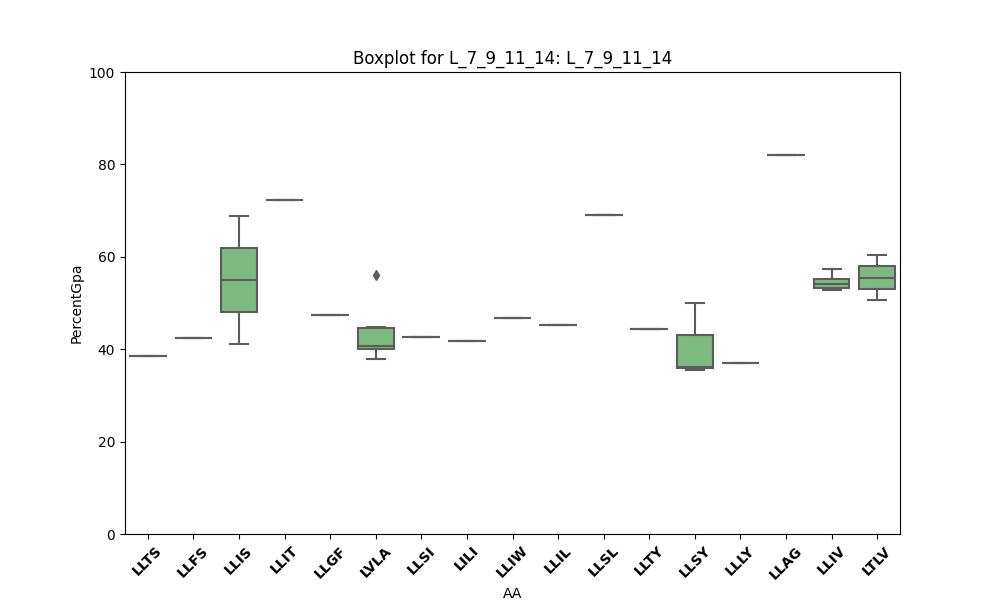 Boxplot for L_7_9_11_14: L_7_9_11_14
PercentGpa
100
80
60
40
20
0
LLTS LLFS LLIS LLIT LLGF LVLA LLSI LILI LLIW LLIL LLSL LLTY LLSY LLLY LLAG LLIV LTLV
AA